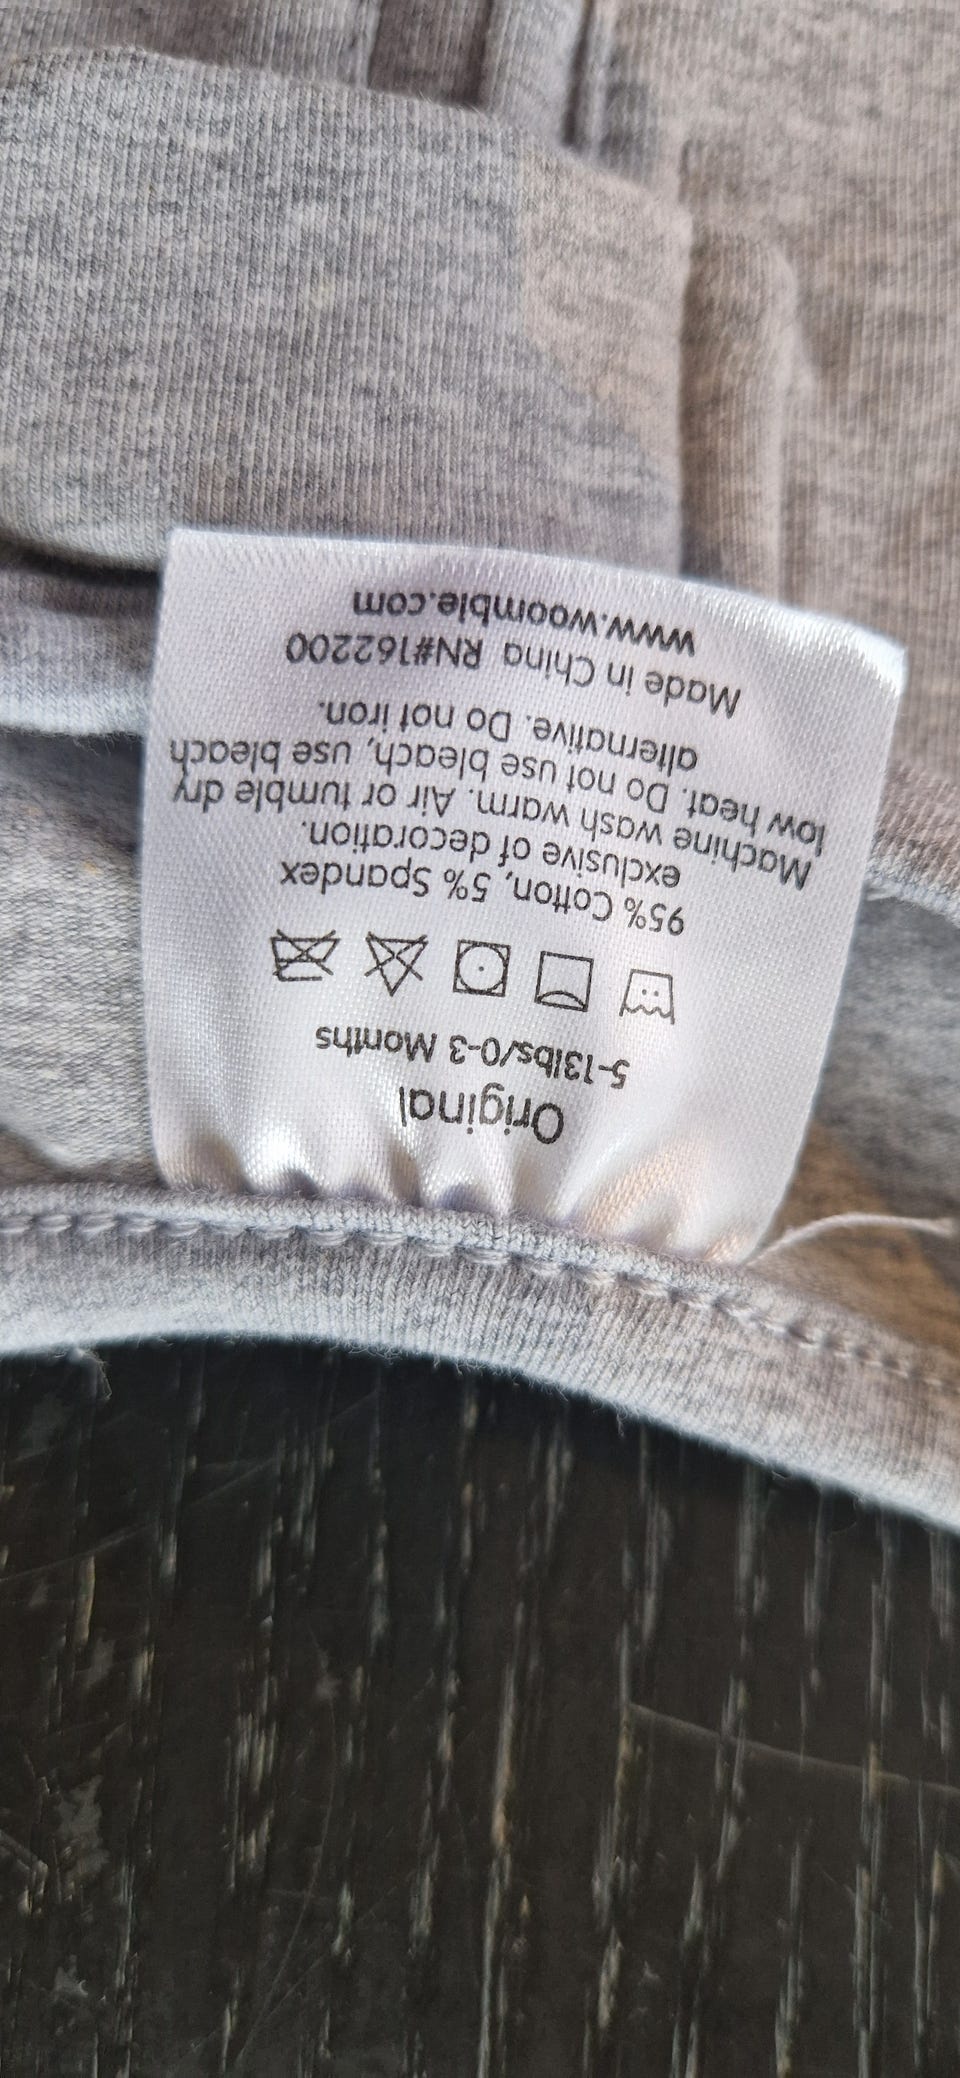 Original
5-13lbs/0-3 Months
95% Cotton, 5% Spandex
exclusive of decoration.
Machine wash warm. Air or tumble dry
low heat. Do not use bleach, use bleach
alternative. Do not iron.
Made in China RN#162200
www.woomble.com